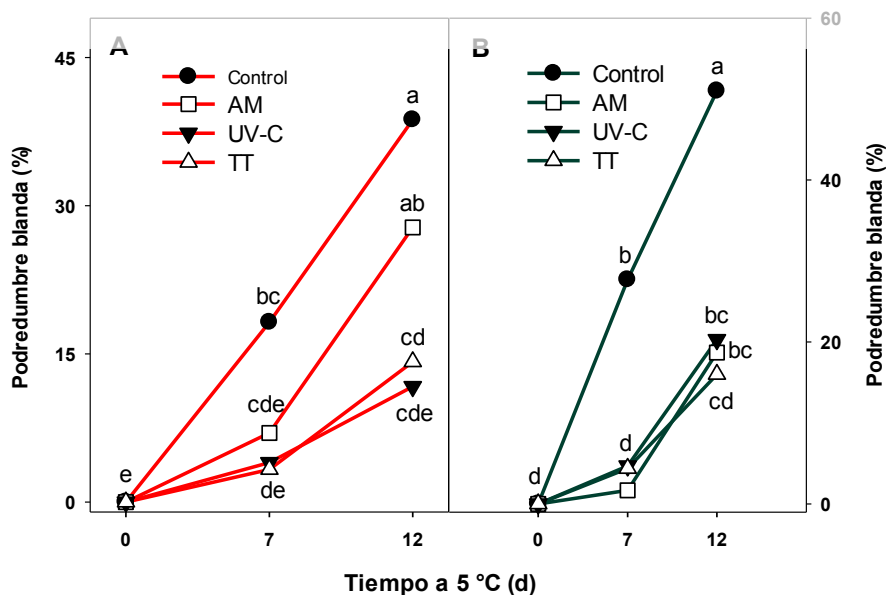 A
B
60
45
40
30
20
15
0
0
Podredumbre blanda (%)
Podredumbre blanda (%)
Control
AM
UV-C
TT
Control
AM
UV-C
TT
a
ab
bc
cd
cde
cde
de
e
a
b
bc
bc
cd
d
d
0
7
12
0
7
12
Tiempo a 5 °C (d)